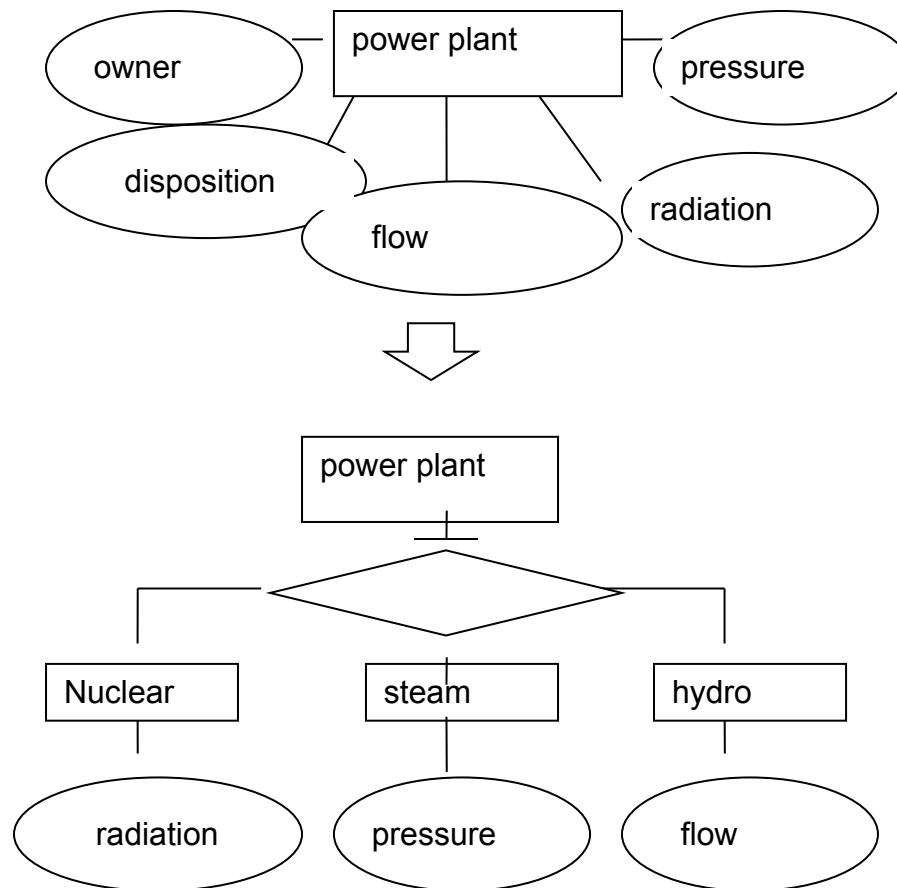 power plant
owner
pressure
disposition
radiation
flow
power plant
Nuclear
steam
hydro
radiation
pressure
flow